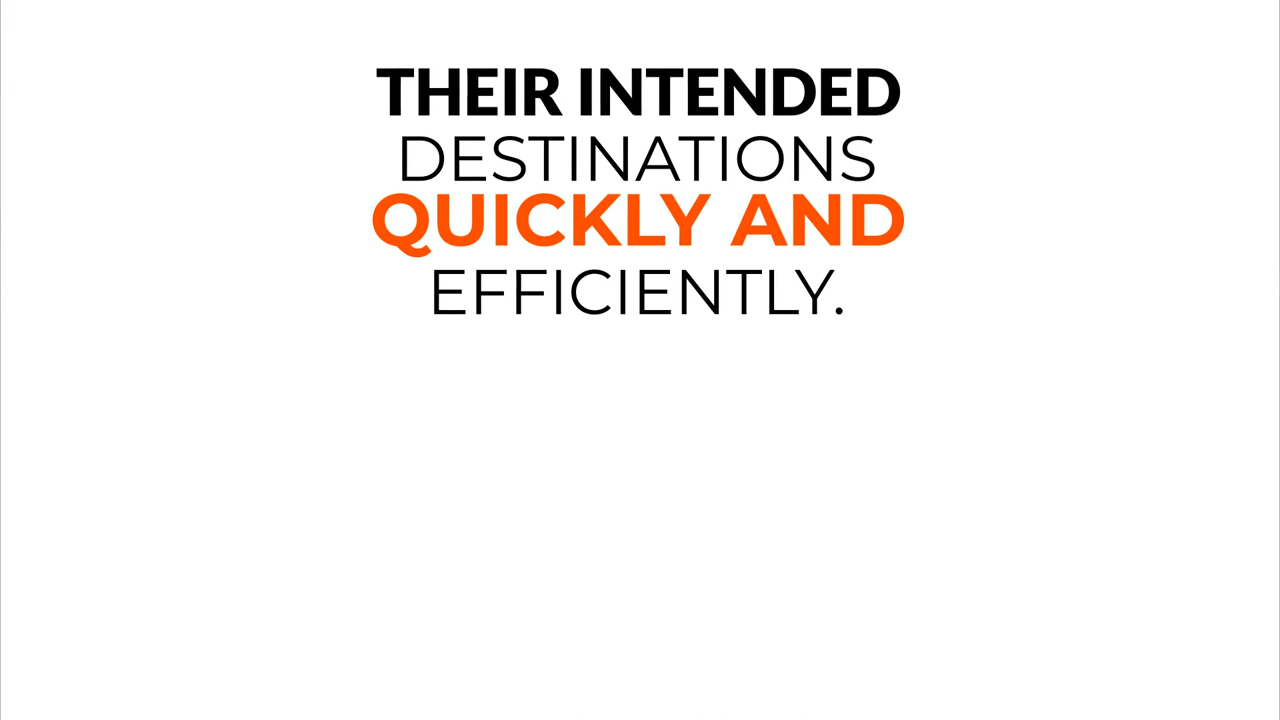 THEIR INTENDED
DESTINATIONS
QUICKLY AND
EFFICIENTLY.